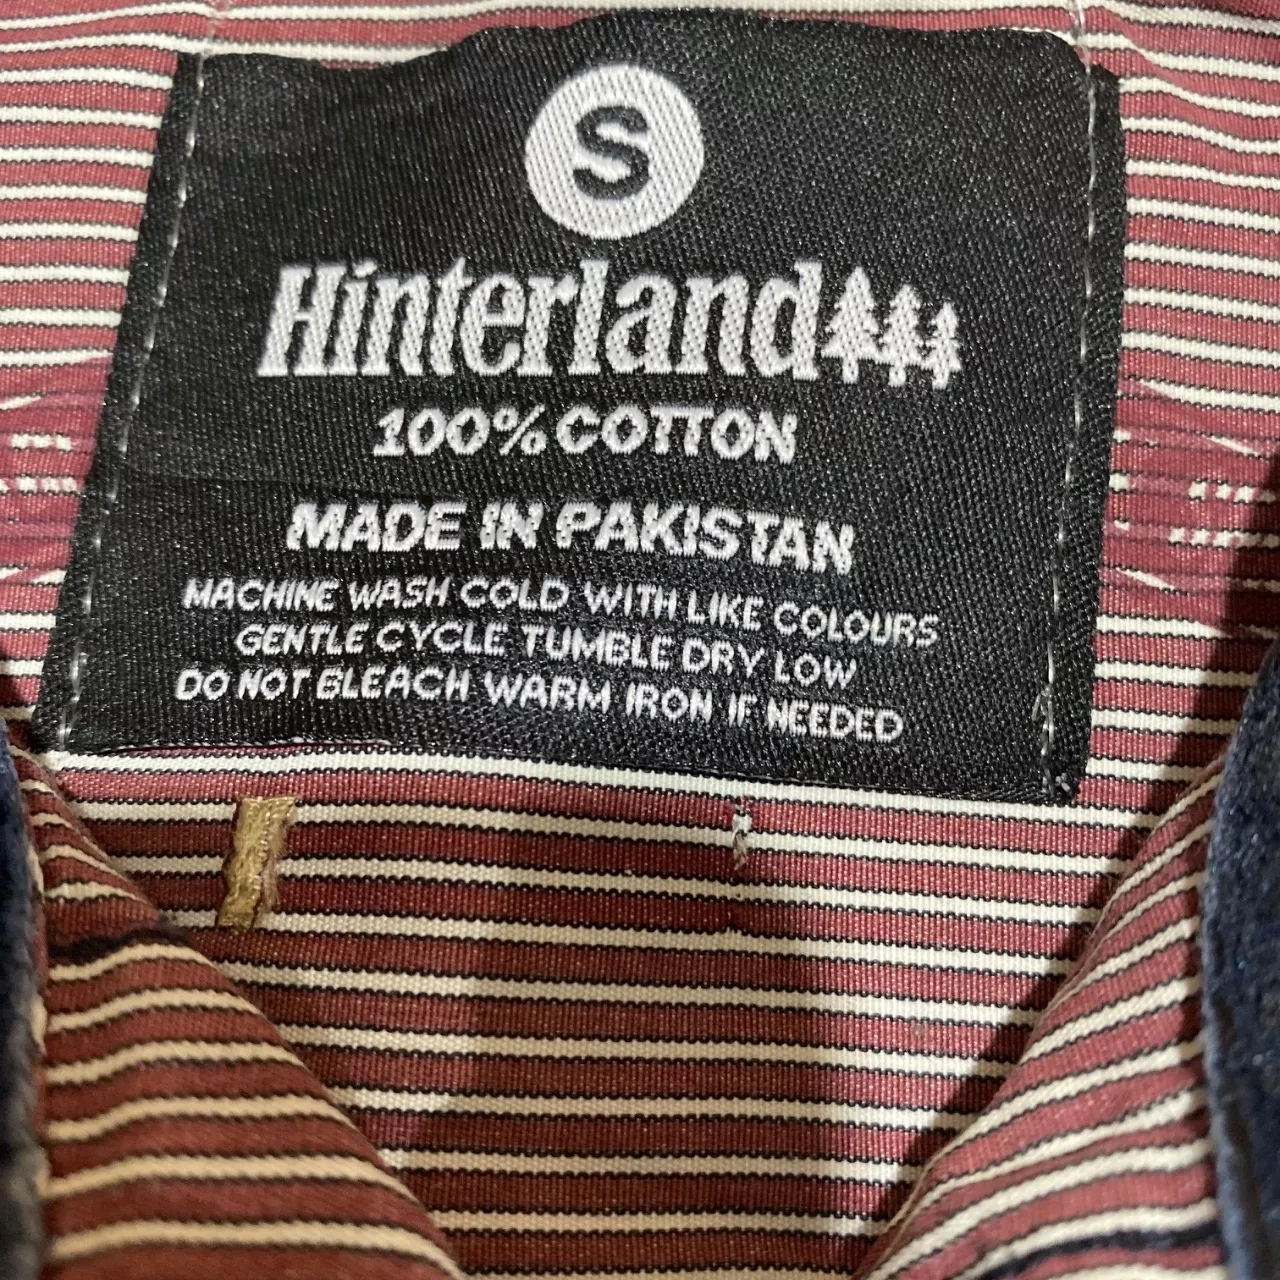 S
Hinterland
100% COTTON
MADE IN PAKISTAN
MACHINE WASH COLD WITH LIKE COLOURS
GENTLE CYCLE TUMBLE DRY LOW
DO NOT BLEACH WARM IRON IF NEEDED